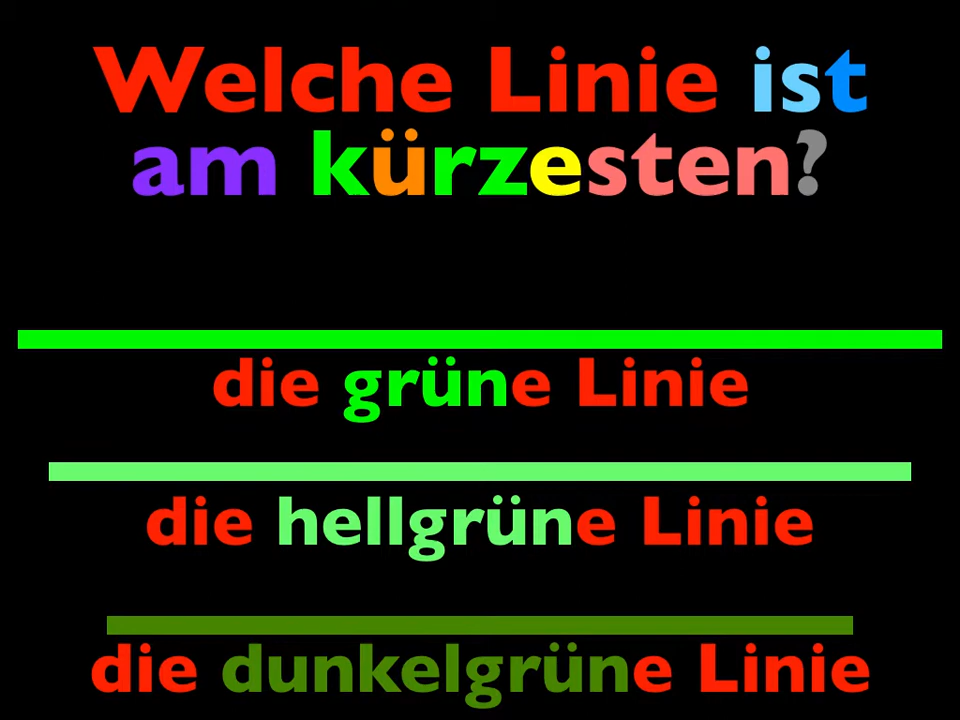 Welche Linie ist
am kürzesten?
die grüne Linie
die hellgrüne Linie
die dunkelgrüne Linie